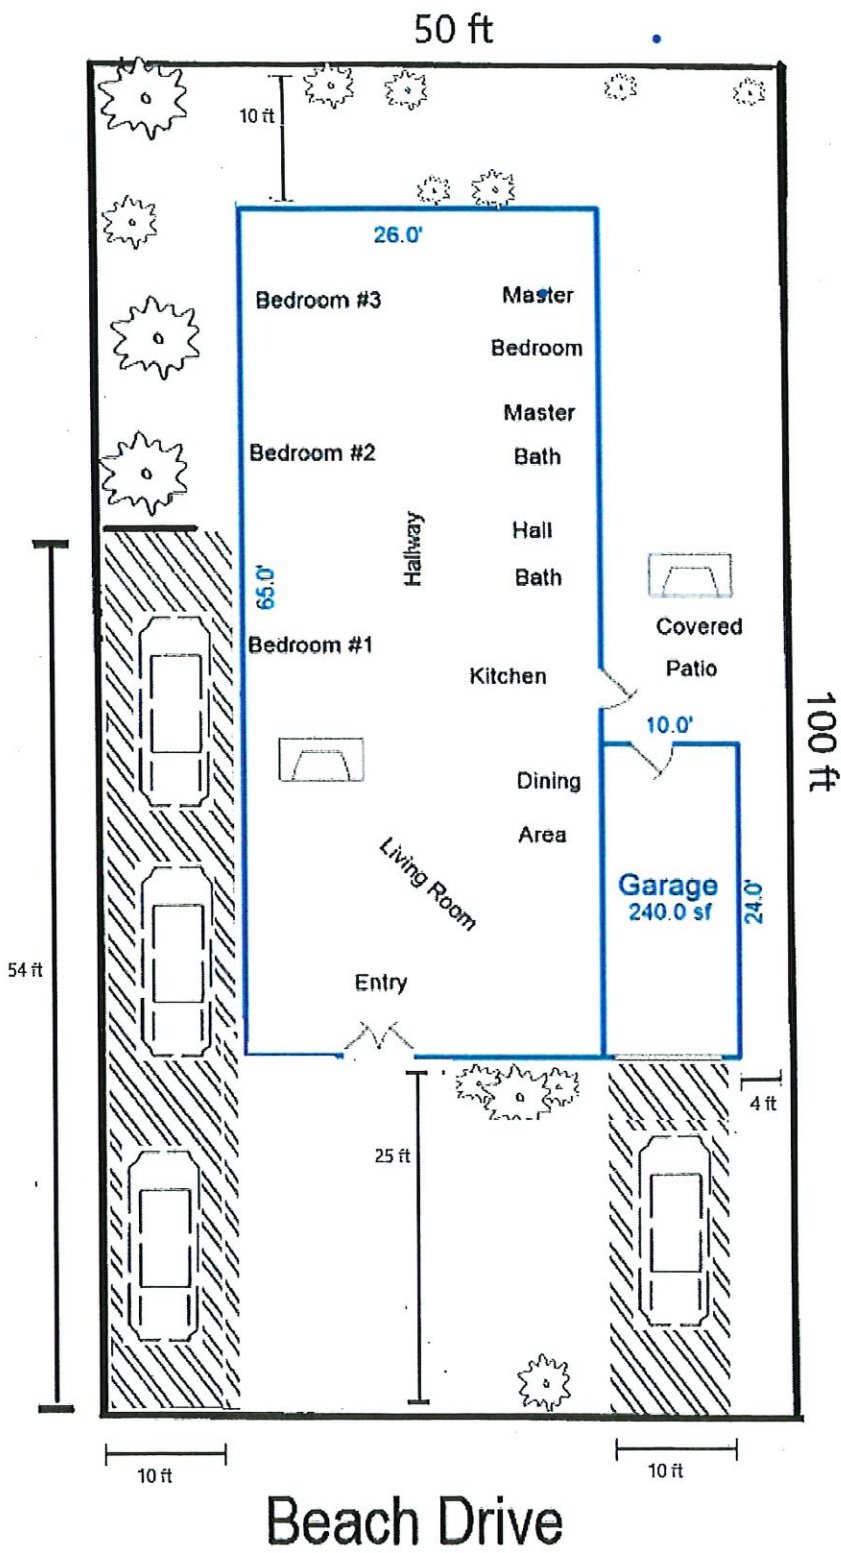 50 ft
10 ft
26.0'
Bedroom #3
Master
Bedroom
Master
Bath
Bedroom #2
Hallway
Hall
Bath
65.0'
Bedroom #1
Kitchen
Covered
Patio
10.0'
100 ft
Dining
Area
Living Room
Garage
240.0 sf
24.0'
54 ft
Entry
4 ft
25 ft
10 ft
10 ft
Beach Drive